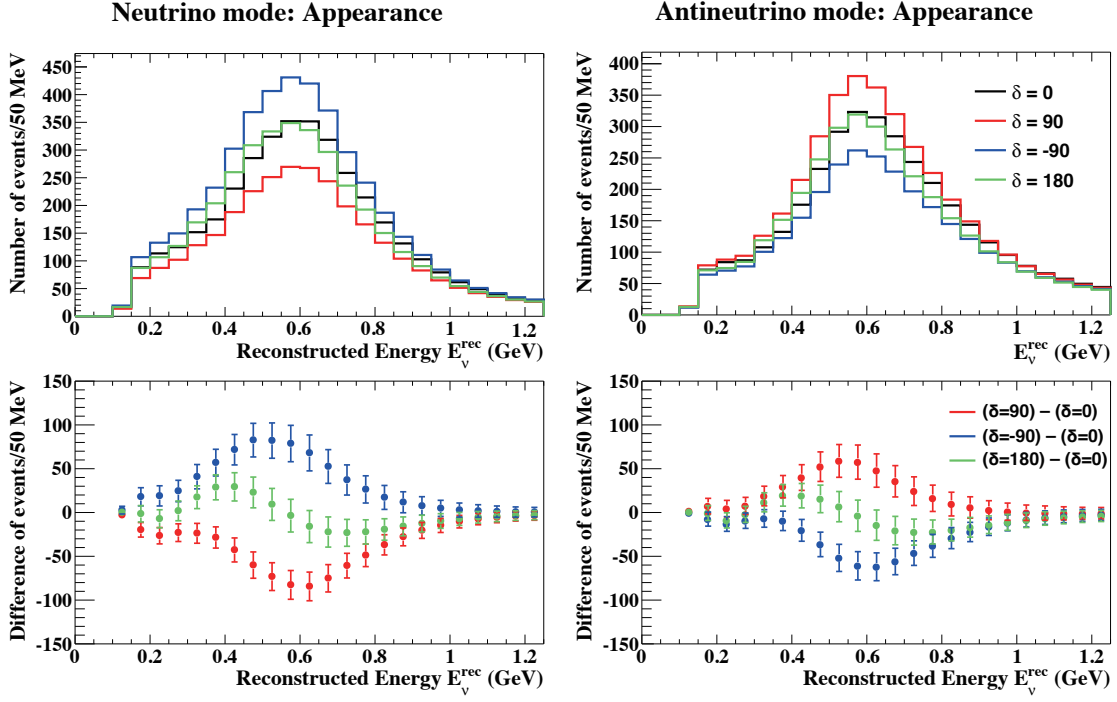 Neutrino mode: Appearance
Number of events/50 MeV
450
400
350
300
250
200
150
100
50
0
0 0.2 0.4 0.6 0.8 1 1.2
Reconstructed Energy E_ν^rec (GeV)
Antineutrino mode: Appearance
Number of events/50 MeV
400
350
300
250
200
150
100
50
0
δ = 0
δ = 90
δ = -90
δ = 180
0 0.2 0.4 0.6 0.8 1 1.2
E_ν^rec (GeV)
Difference of events/50 MeV
150
100
50
0
-50
-100
-150
0 0.2 0.4 0.6 0.8 1 1.2
Reconstructed Energy E_ν^rec (GeV)
Difference of events/50 MeV
150
100
50
0
-50
-100
-150
(δ=90) − (δ=0)
(δ=-90) − (δ=0)
(δ=180) − (δ=0)
0 0.2 0.4 0.6 0.8 1 1.2
Reconstructed Energy E_ν^rec (GeV)